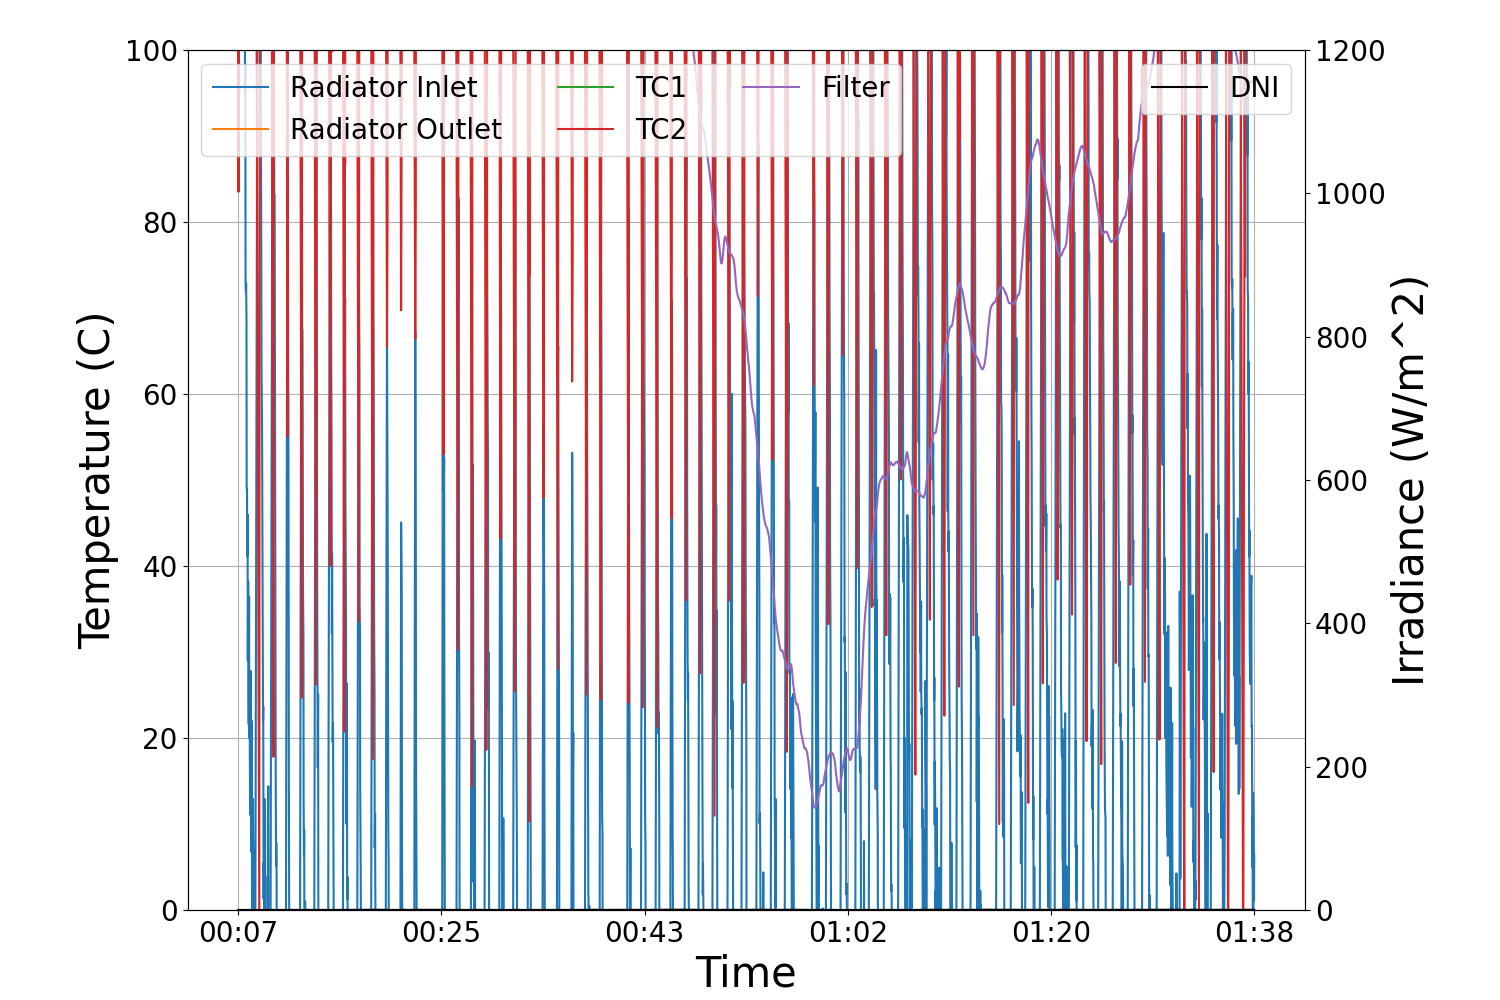 100
80
60
40
20
0
Temperature (C)
Radiator Inlet
Radiator Outlet
TC1
TC2
Filter
DNI
1200
1000
800
600
400
200
0
Irradiance (W/m^2)
00:07 00:25 00:43 01:02 01:20 01:38
Time